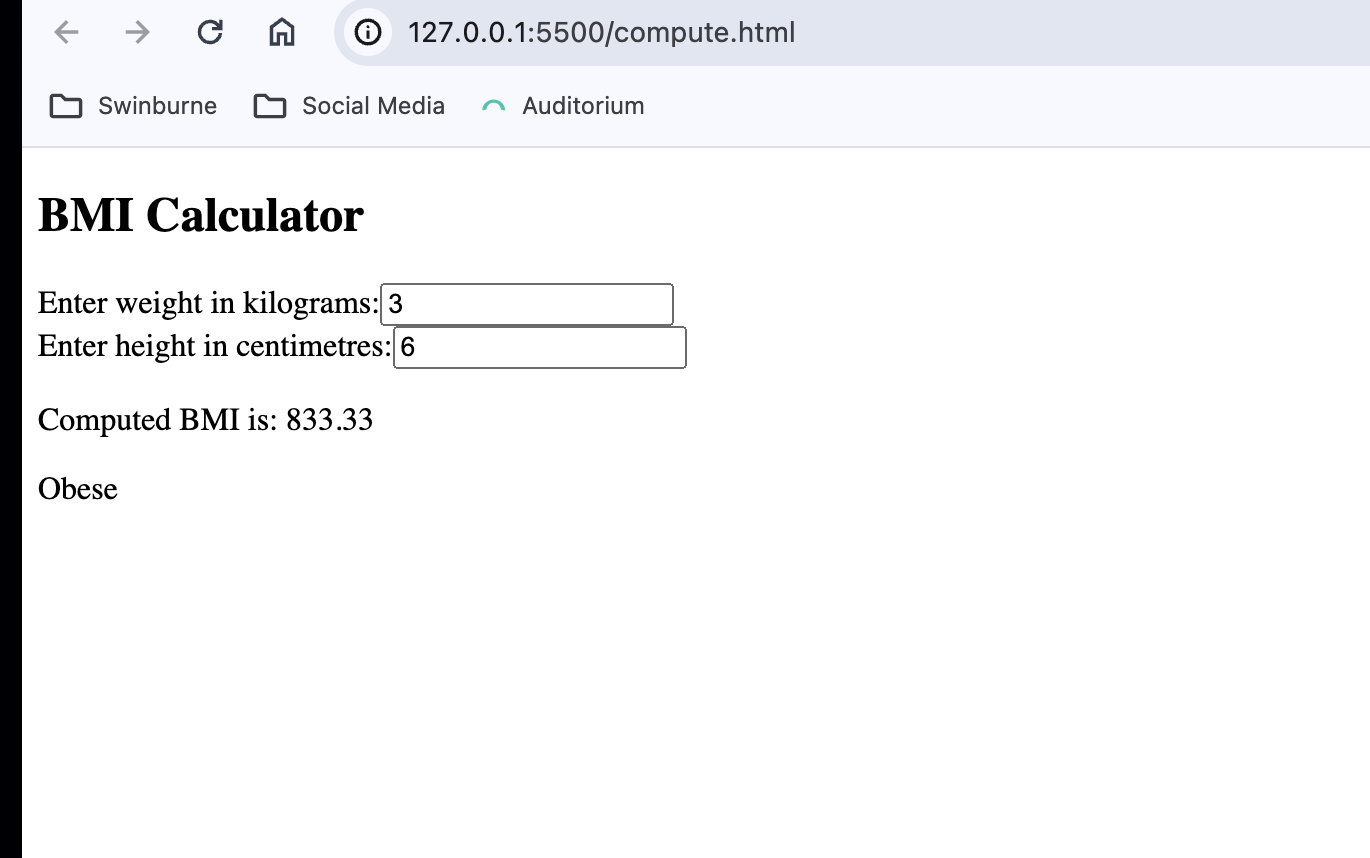 127.0.0.1:5500/compute.html
Swinburne Social Media Auditorium
BMI Calculator
Enter weight in kilograms: 3
Enter height in centimetres: 6
Computed BMI is: 833.33
Obese